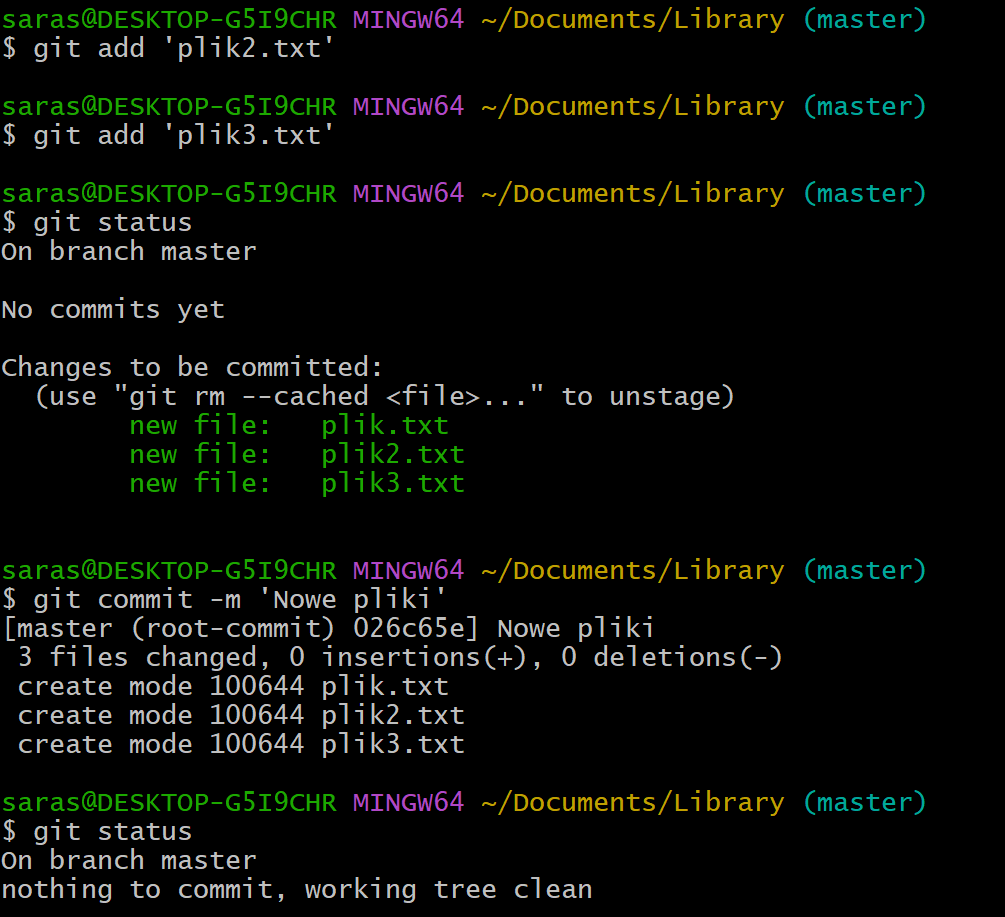 saras@DESKTOP-G5I9CHR MINGW64 ~/Documents/Library (master)
$ git add 'plik2.txt'
saras@DESKTOP-G5I9CHR MINGW64 ~/Documents/Library (master)
$ git add 'plik3.txt'
saras@DESKTOP-G5I9CHR MINGW64 ~/Documents/Library (master)
$ git status
On branch master
No commits yet
Changes to be committed:
  (use "git rm --cached <file>..." to unstage)
        new file:   plik.txt
        new file:   plik2.txt
        new file:   plik3.txt
saras@DESKTOP-G5I9CHR MINGW64 ~/Documents/Library (master)
$ git commit -m 'Nowe pliki'
[master (root-commit) 026c65e] Nowe pliki
 3 files changed, 0 insertions(+), 0 deletions(-)
 create mode 100644 plik.txt
 create mode 100644 plik2.txt
 create mode 100644 plik3.txt
saras@DESKTOP-G5I9CHR MINGW64 ~/Documents/Library (master)
$ git status
On branch master
nothing to commit, working tree clean